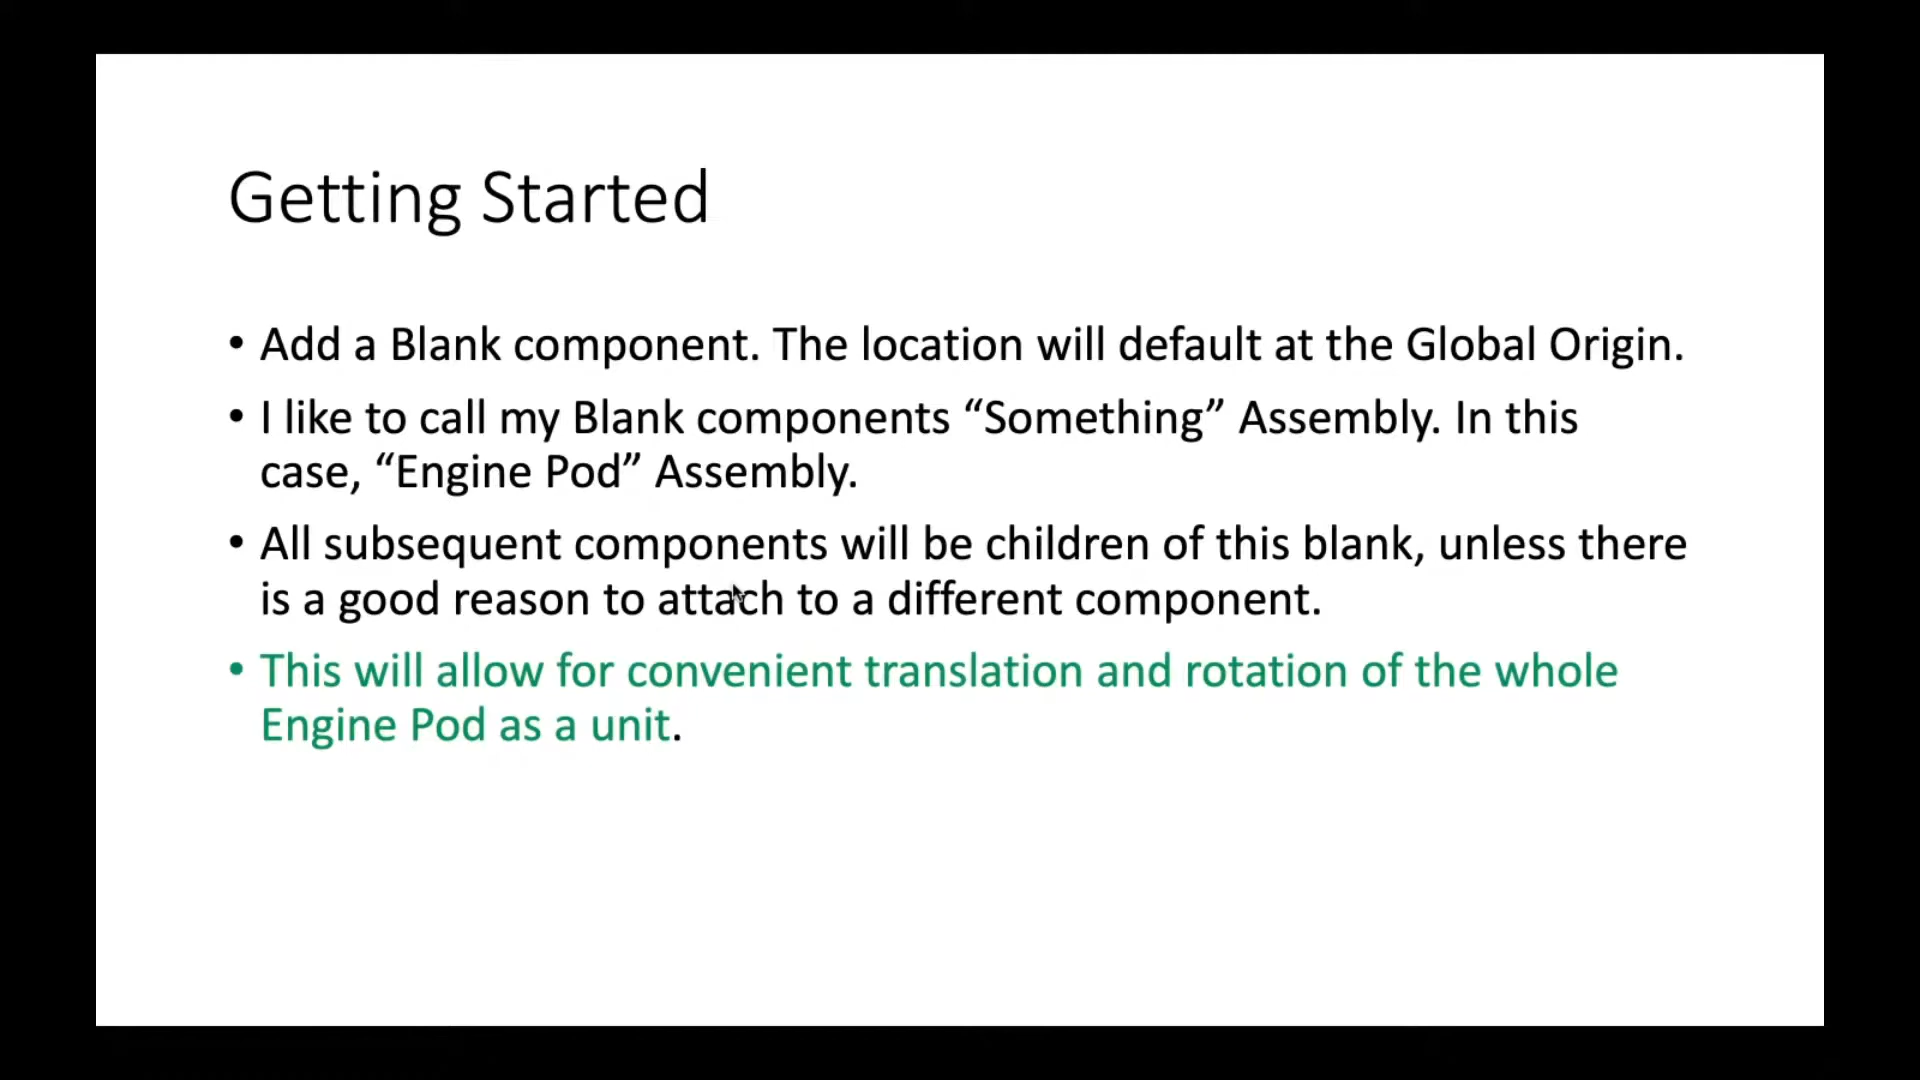 Getting Started
• Add a Blank component. The location will default at the Global Origin.
• I like to call my Blank components “Something” Assembly. In this
case, “Engine Pod” Assembly.
• All subsequent components will be children of this blank, unless there
is a good reason to attach to a different component.
• This will allow for convenient translation and rotation of the whole
Engine Pod as a unit.